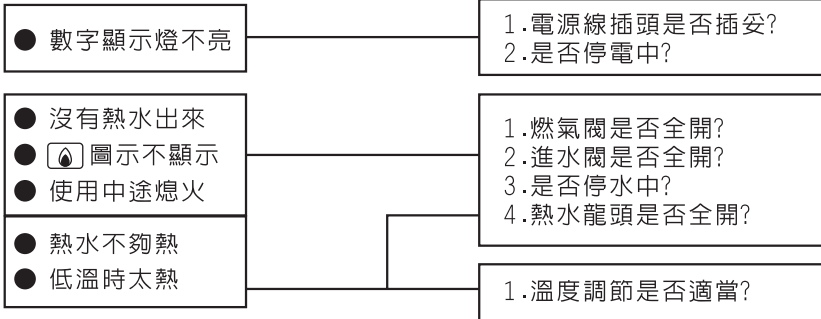 ● 數字顯示燈不亮
1.電源線插頭是否插妥?
2.是否停電中?
● 沒有熱水出來
● 圖示不顯示
● 使用中途熄火
1.燃氣閥是否全開?
2.進水閥是否全開?
3.是否停水中?
4.熱水龍頭是否全開?
● 熱水不夠熱
● 低溫時太熱
1.溫度調節是否適當?